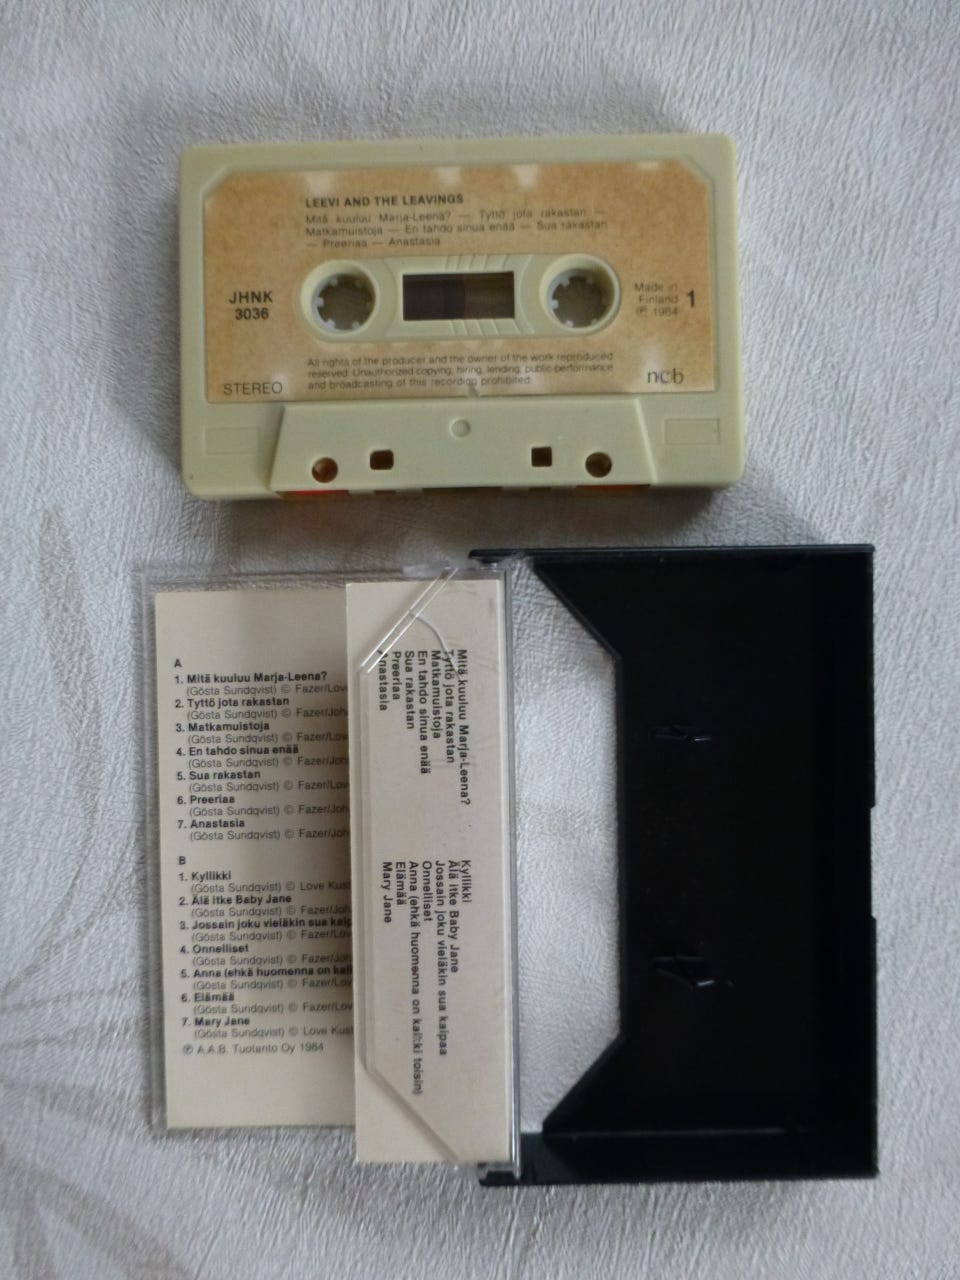 LEEVI AND THE LEAVINGS
Mitä kuuluu Marja-Leena? — Tyttö jota rakastan —
Matkamuistoja — En tahdo sinua enää — Sua rakastan
— Preeriaa — Anastasia
JHNK
3036
Made in
Finland
℗ 1984
1
All rights of the producer and the owner of the work reproduced
reserved. Unauthorized copying, hiring, lending, public performance
and broadcasting of this recording prohibited.
STEREO
ncb
A
1. Mitä kuuluu Marja-Leena?
(Gösta Sundqvist) © Fazer/Lov
2. Tyttö jota rakastan
(Gösta Sundqvist) © Fazer/Joh
3. Matkamuistoja
(Gösta Sundqvist) © Fazer/Lov
4. En tahdo sinua enää
(Gösta Sundqvist) © Fazer/Joh
5. Sua rakastan
(Gösta Sundqvist) © Fazer/Lov
6. Preeriaa
(Gösta Sundqvist) © Fazer/Joh
7. Anastasia
(Gösta Sundqvist) © Fazer/Joh
B
1. Kyllikki
(Gösta Sundqvist) © Love Kust
2. Älä itke Baby Jane
(Gösta Sundqvist) © Fazer/Joh
3. Jossain joku vieläkin sua kaip
(Gösta Sundqvist) © Fazer/Lov
4. Onnelliset
(Gösta Sundqvist) © Fazer/Joh
5. Anna (ehkä huomenna on kaik
(Gösta Sundqvist) © Fazer/Lov
6. Elämää
(Gösta Sundqvist) © Fazer/Lov
7. Mary Jane
(Gösta Sundqvist) © Love Kust
℗ A.A.B. Tuotanto Oy 1984
Mitä kuuluu Marja-Leena?
Tyttö jota rakastan
Matkamuistoja
En tahdo sinua enää
Sua rakastan
Preeriaa
Anastasia
Kyllikki
Älä itke Baby Jane
Jossain joku vieläkin sua kaipaa
Onnelliset
Anna (ehkä huomenna on kaikki toisin)
Elämää
Mary Jane